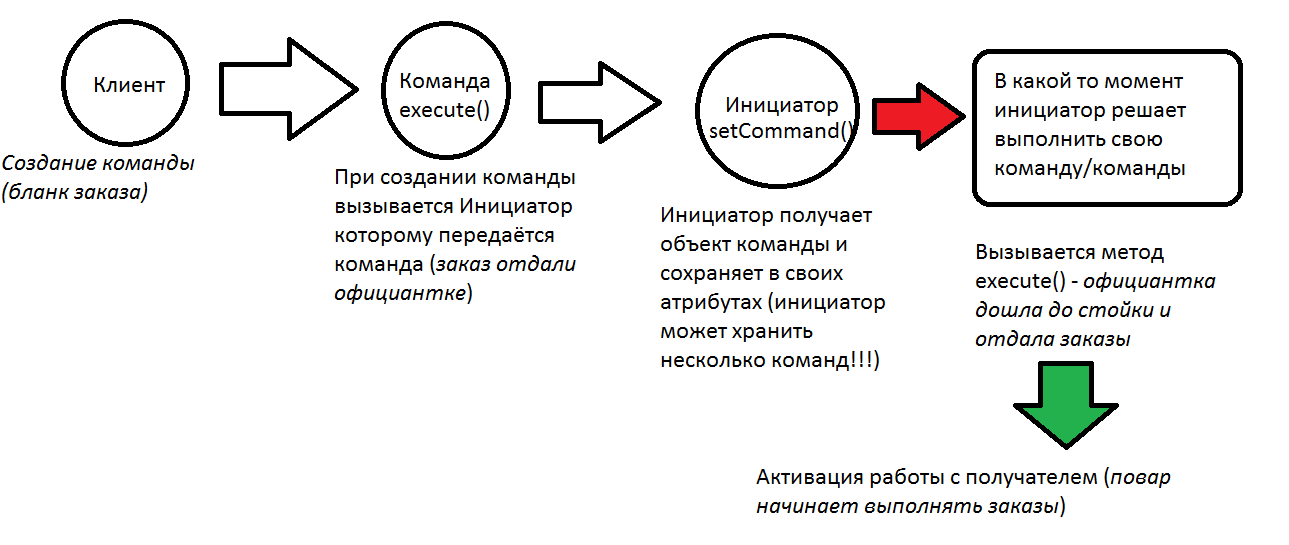 Клиент
Создание команды
(бланк заказа)
Команда
execute()
При создании команды
вызывается Инициатор
которому передаётся
команда (заказ отдали
официантке)
Инициатор
setCommand()
Инициатор получает
объект команды и
сохраняет в своих
атрибутах (инициатор
может хранить
несколько команд!!!)
В какой то момент
инициатор решает
выполнить свою
команду/команды
Вызывается метод
execute() - официантка
дошла до стойки и
отдала заказы
Активация работы с получателем (повар
начинает выполнять заказы)